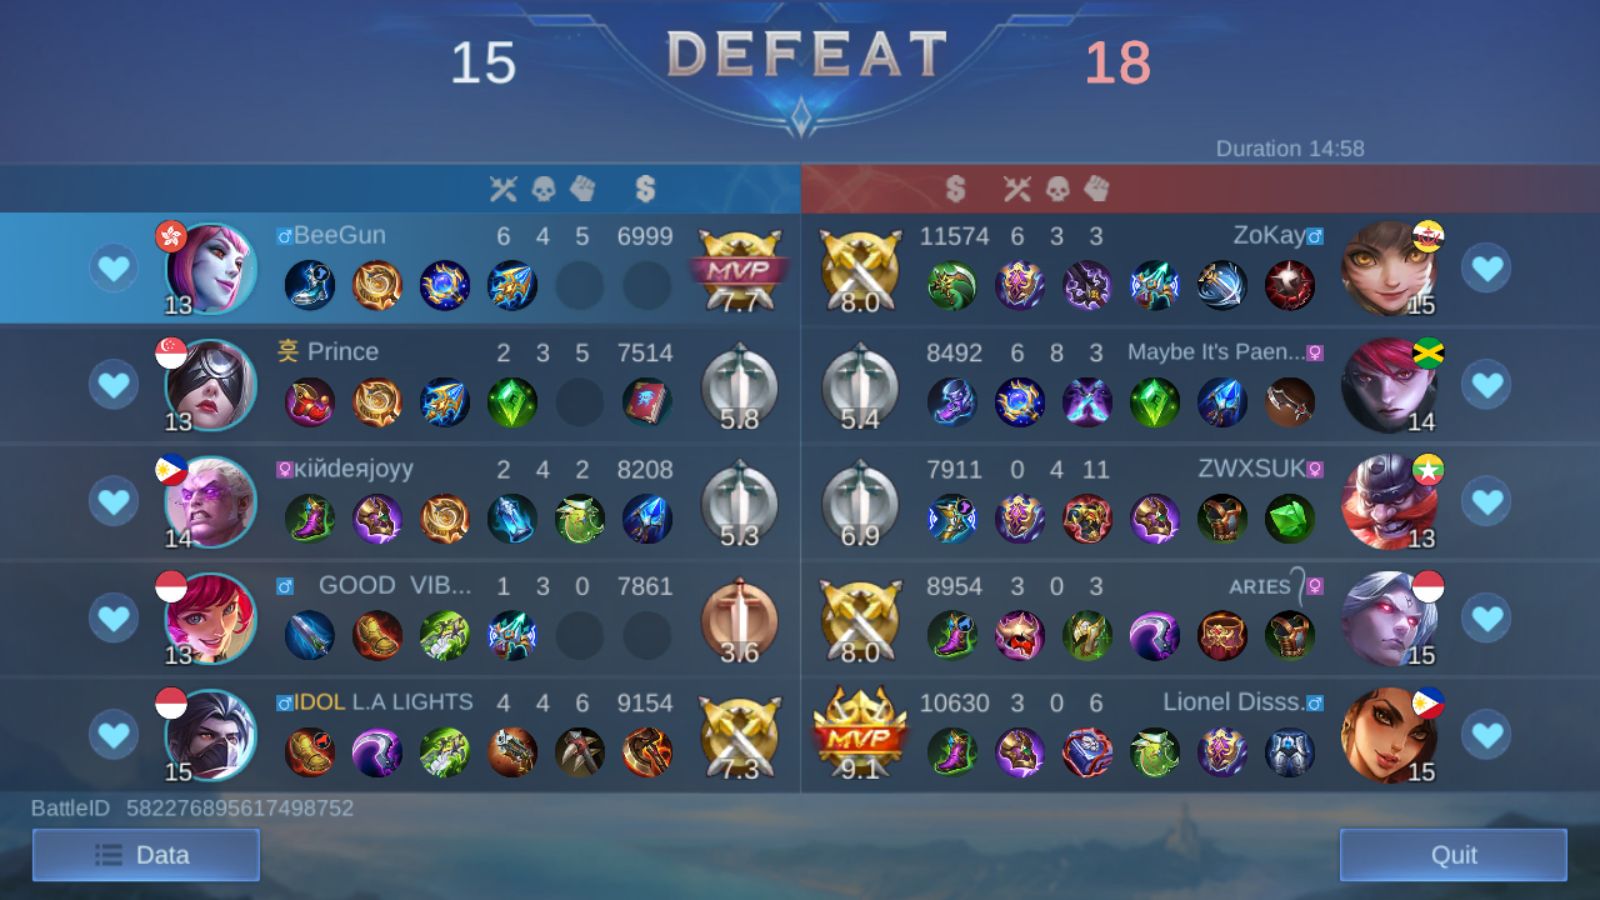 15 DEFEAT 18
Duration 14:58
BeeGun 6 4 5 6999 MVP 7.7 13
8.0 11574 6 3 3 ZoKay 15
흣 Prince 2 3 5 7514 5.8 13
5.4 8492 6 8 3 Maybe It's Paen... 14
кiйdeяjoyy 2 4 2 8208 5.3 14
6.9 7911 0 4 11 ZWXSUK 13
GOOD VIB... 1 3 0 7861 3.6 13
8.0 8954 3 0 3 ARIES 15
IDOL L.A LIGHTS 4 4 6 9154 7.3 15
MVP 9.1 10630 3 0 6 Lionel Disss. 15
BattleID 582276895617498752
Data
Quit